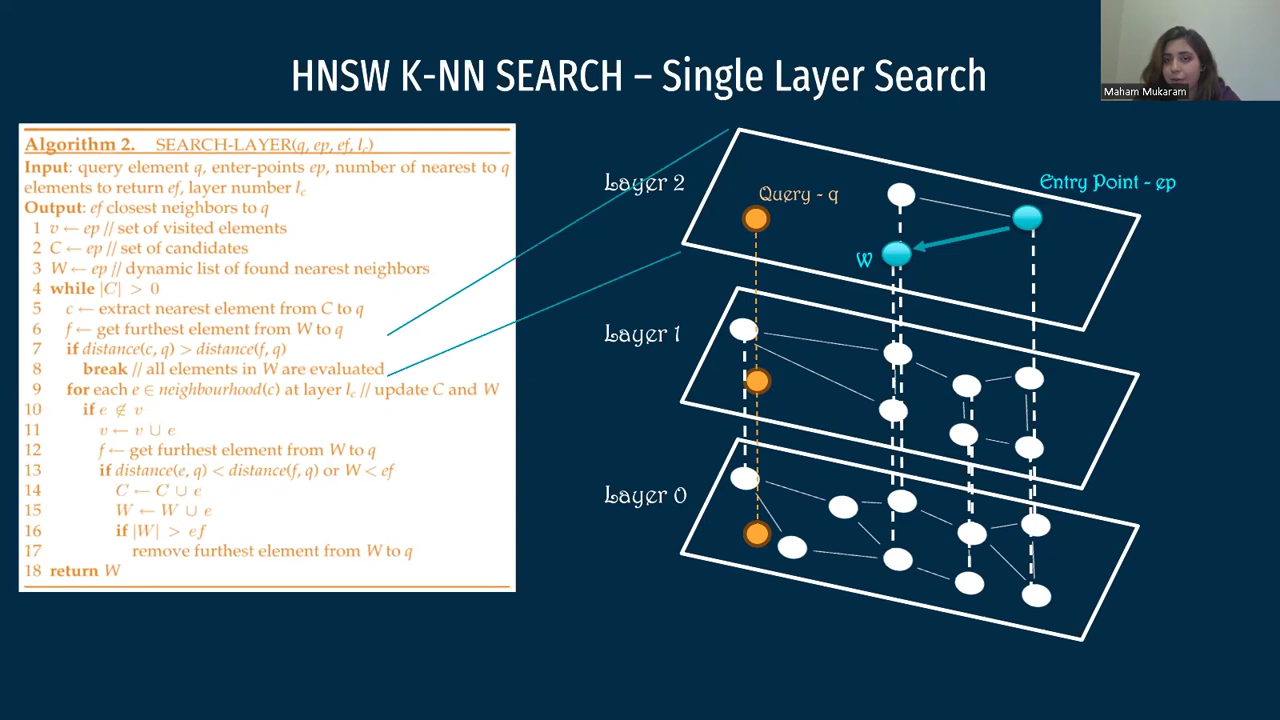 HNSW K-NN SEARCH – Single Layer Search
Maham Mukaram
Algorithm 2. SEARCH-LAYER(q, ep, ef, lc)
Input: query element q, enter-points ep, number of nearest to q
elements to return ef, layer number lc
Output: ef closest neighbors to q
1 v ← ep // set of visited elements
2 C ← ep // set of candidates
3 W ← ep // dynamic list of found nearest neighbors
4 while |C| > 0
5 c ← extract nearest element from C to q
6 f ← get furthest element from W to q
7 if distance(c, q) > distance(f, q)
8 break // all elements in W are evaluated
9 for each e ∈ neighbourhood(c) at layer lc // update C and W
10 if e ∉ v
11 v ← v ∪ e
12 f ← get furthest element from W to q
13 if distance(e, q) < distance(f, q) or W < ef
14 C ← C ∪ e
15 W ← W ∪ e
16 if |W| > ef
17 remove furthest element from W to q
18 return W
Layer 2
Query - q
Entry Point - ep
W
Layer 1
Layer 0